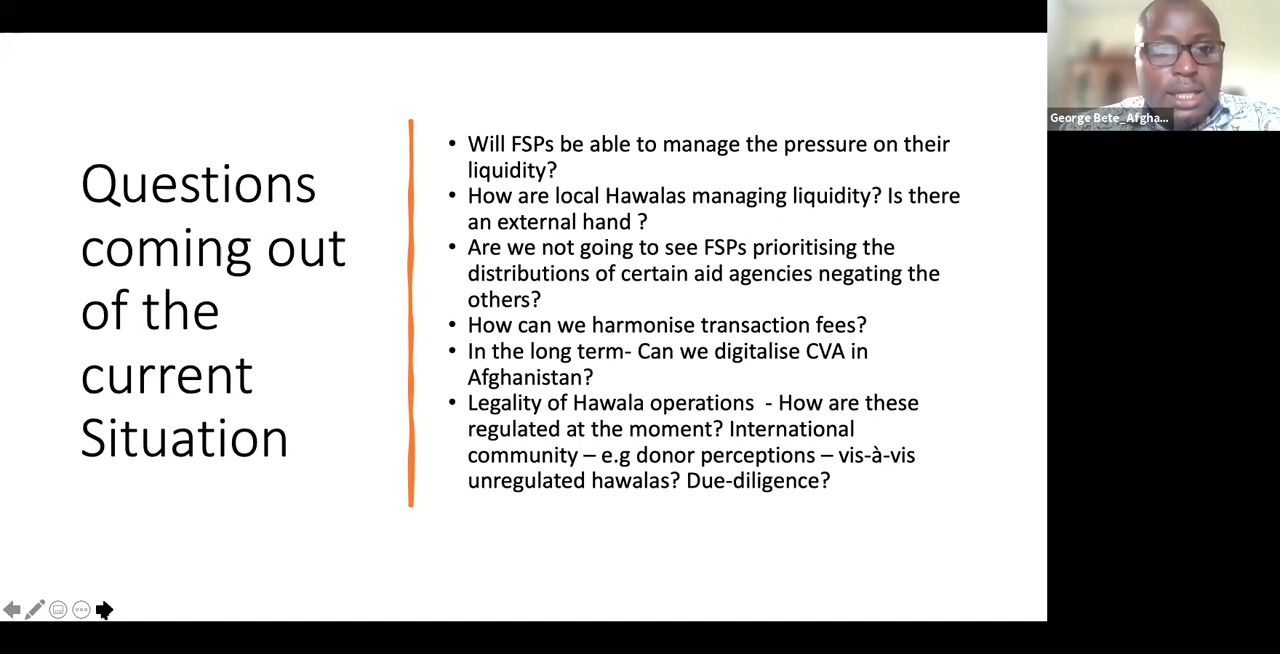 Questions
coming out
of the
current
Situation
• Will FSPs be able to manage the pressure on their
liquidity?
• How are local Hawalas managing liquidity? Is there
an external hand ?
• Are we not going to see FSPs prioritising the
distributions of certain aid agencies negating the
others?
• How can we harmonise transaction fees?
• In the long term- Can we digitalise CVA in
Afghanistan?
• Legality of Hawala operations  - How are these
regulated at the moment? International
community – e.g donor perceptions – vis-à-vis
unregulated hawalas? Due-diligence?
George Bete_Afgha...